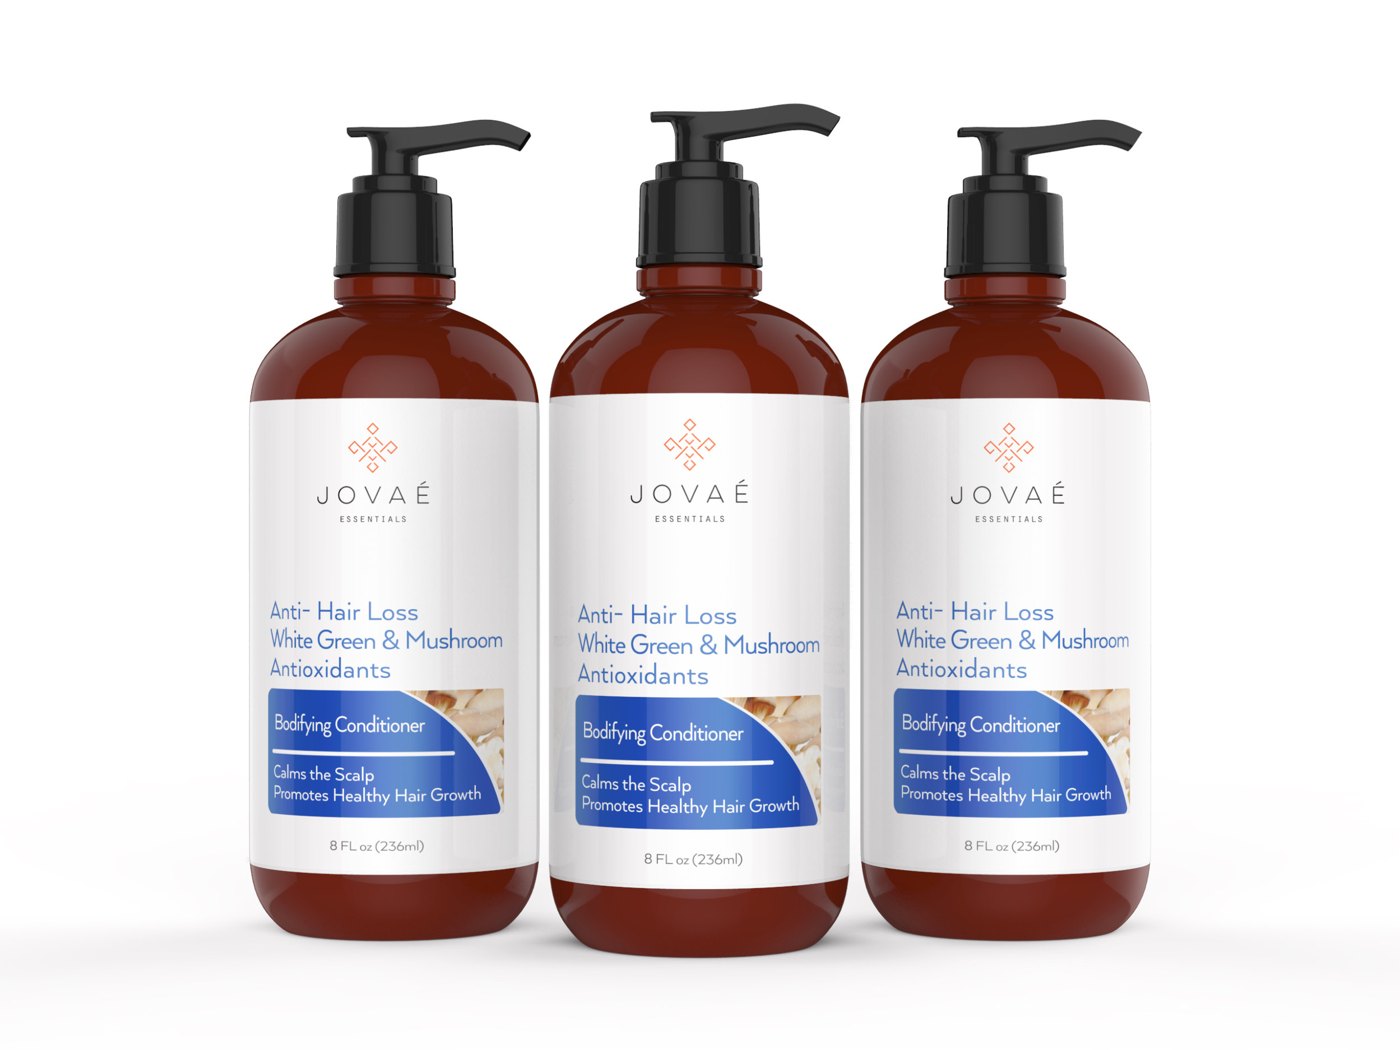 JOVAÉ
ESSENTIALS
Anti- Hair Loss
White Green & Mushroom
Antioxidants
Bodifying Conditioner
Calms the Scalp
Promotes Healthy Hair Growth
8 FL oz (236ml)
JOVAÉ
ESSENTIALS
Anti- Hair Loss
White Green & Mushroom
Antioxidants
Bodifying Conditioner
Calms the Scalp
Promotes Healthy Hair Growth
8 FL oz (236ml)
JOVAÉ
ESSENTIALS
Anti- Hair Loss
White Green & Mushroom
Antioxidants
Bodifying Conditioner
Calms the Scalp
Promotes Healthy Hair Growth
8 FL oz (236ml)